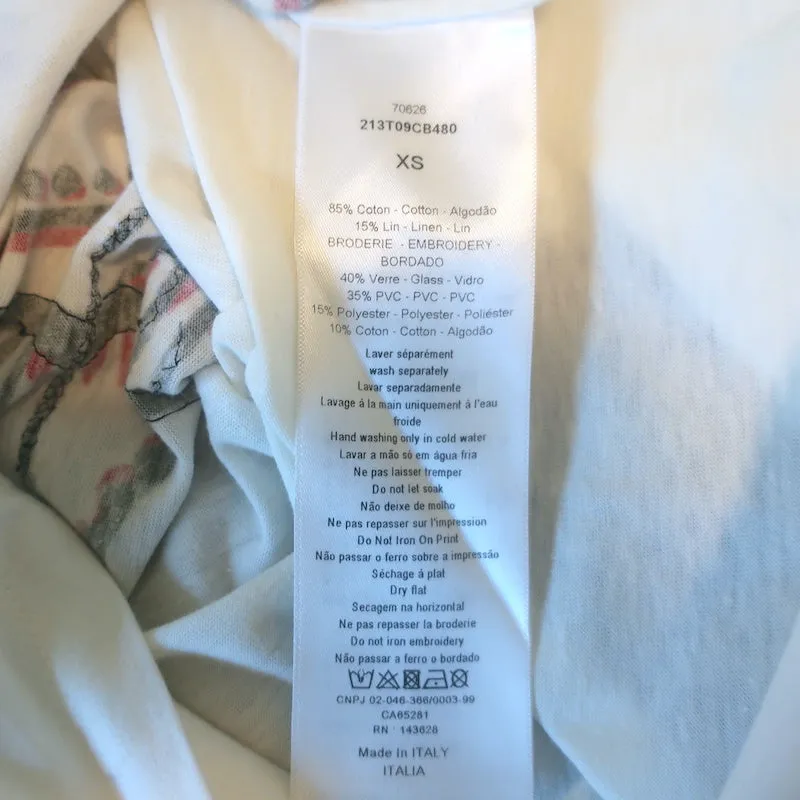 70626
213T09CB480
XS
85% Coton - Cotton - Algodão
15% Lin - Linen - Lin
BRODERIE - EMBROIDERY -
BORDADO
40% Verre - Glass - Vidro
35% PVC - PVC - PVC
15% Polyester - Polyester - Poliéster
10% Coton - Cotton - Algodão
Laver séparément
wash separately
Lavar separadamente
Lavage à la main uniquement à l'eau
froide
Hand washing only in cold water
Lavar a mão só em água fria
Ne pas laisser tremper
Do not let soak
Não deixe de molho
Ne pas repasser sur l'impression
Do Not Iron On Print
Não passar o ferro sobre a impressão
Séchage á plat
Dry flat
Secagem na horizontal
Ne pas repasser la broderie
Do not iron embroidery
Não passar a ferro o bordado
CNPJ 02-046-366/0003-99
CA65281
RN : 143628
Made In ITALY
ITALIA